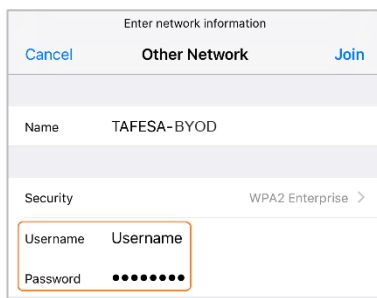 Enter network information
Cancel Other Network Join
Name TAFESA-BYOD
Security WPA2 Enterprise >
Username Username
Password ●●●●●●●●